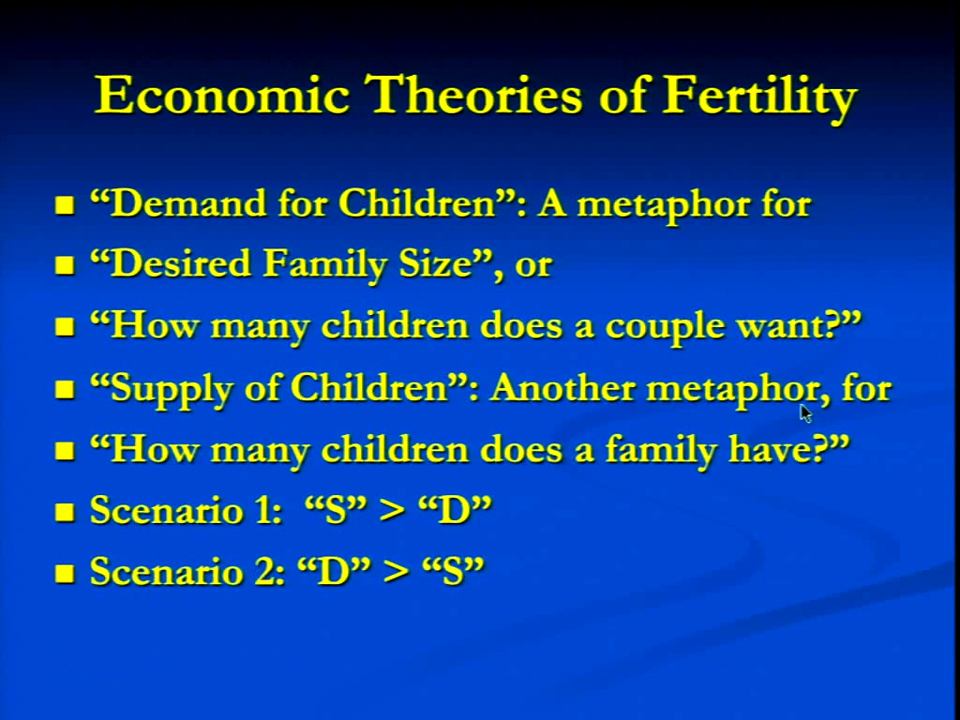 Economic Theories of Fertility
■ “Demand for Children”: A metaphor for
■ “Desired Family Size”, or
■ “How many children does a couple want?”
■ “Supply of Children”: Another metaphor, for
■ “How many children does a family have?”
■ Scenario 1:  “S” > “D”
■ Scenario 2: “D” > “S”